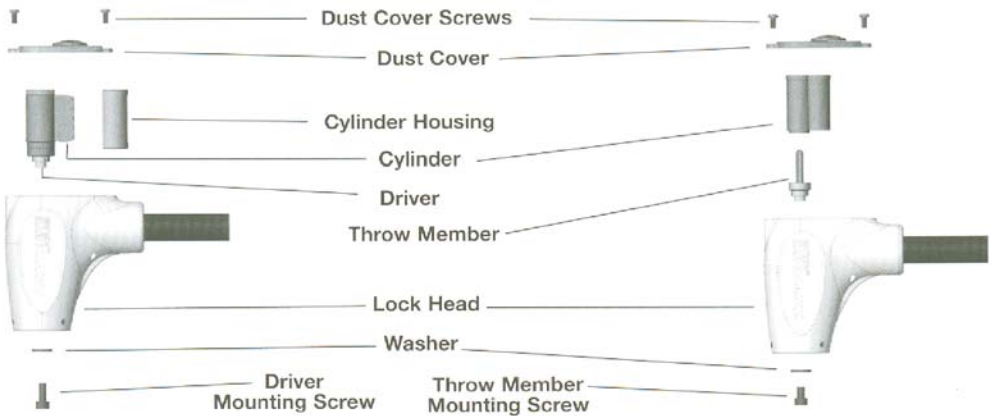 Dust Cover Screws
Dust Cover
Cylinder Housing
Cylinder
Driver
Throw Member
Lock Head
Washer
Driver
Mounting Screw
Throw Member
Mounting Screw